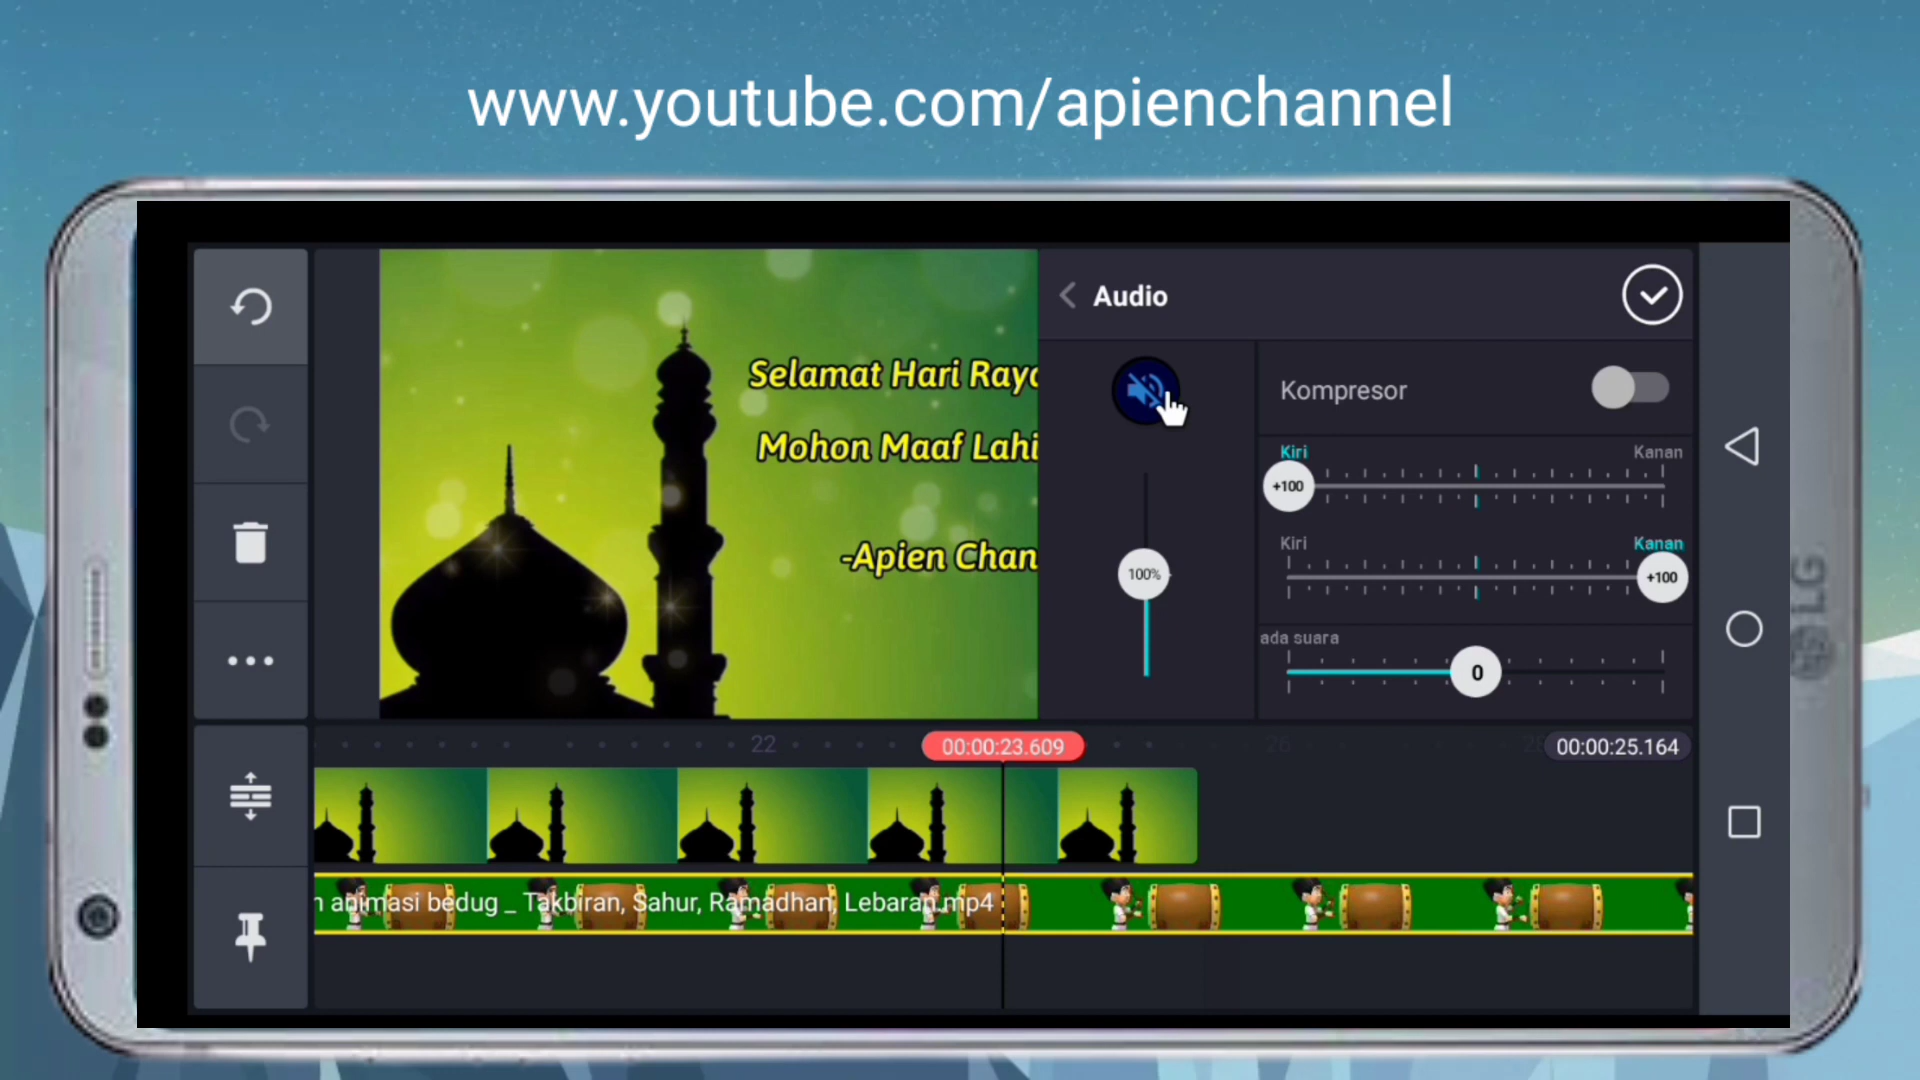 www.youtube.com/apienchannel
Audio
Selamat Hari Raya
Mohon Maaf Lahi
-Apien Chan
Kompresor
Kiri
Kanan
+100
Kiri
Kanan
+100
100%
ada suara
0
22
00:00:23.609
26
00:00:25.164
n animasi bedug _ Takbiran, Sahur, Ramadhan, Lebaran.mp4
LG